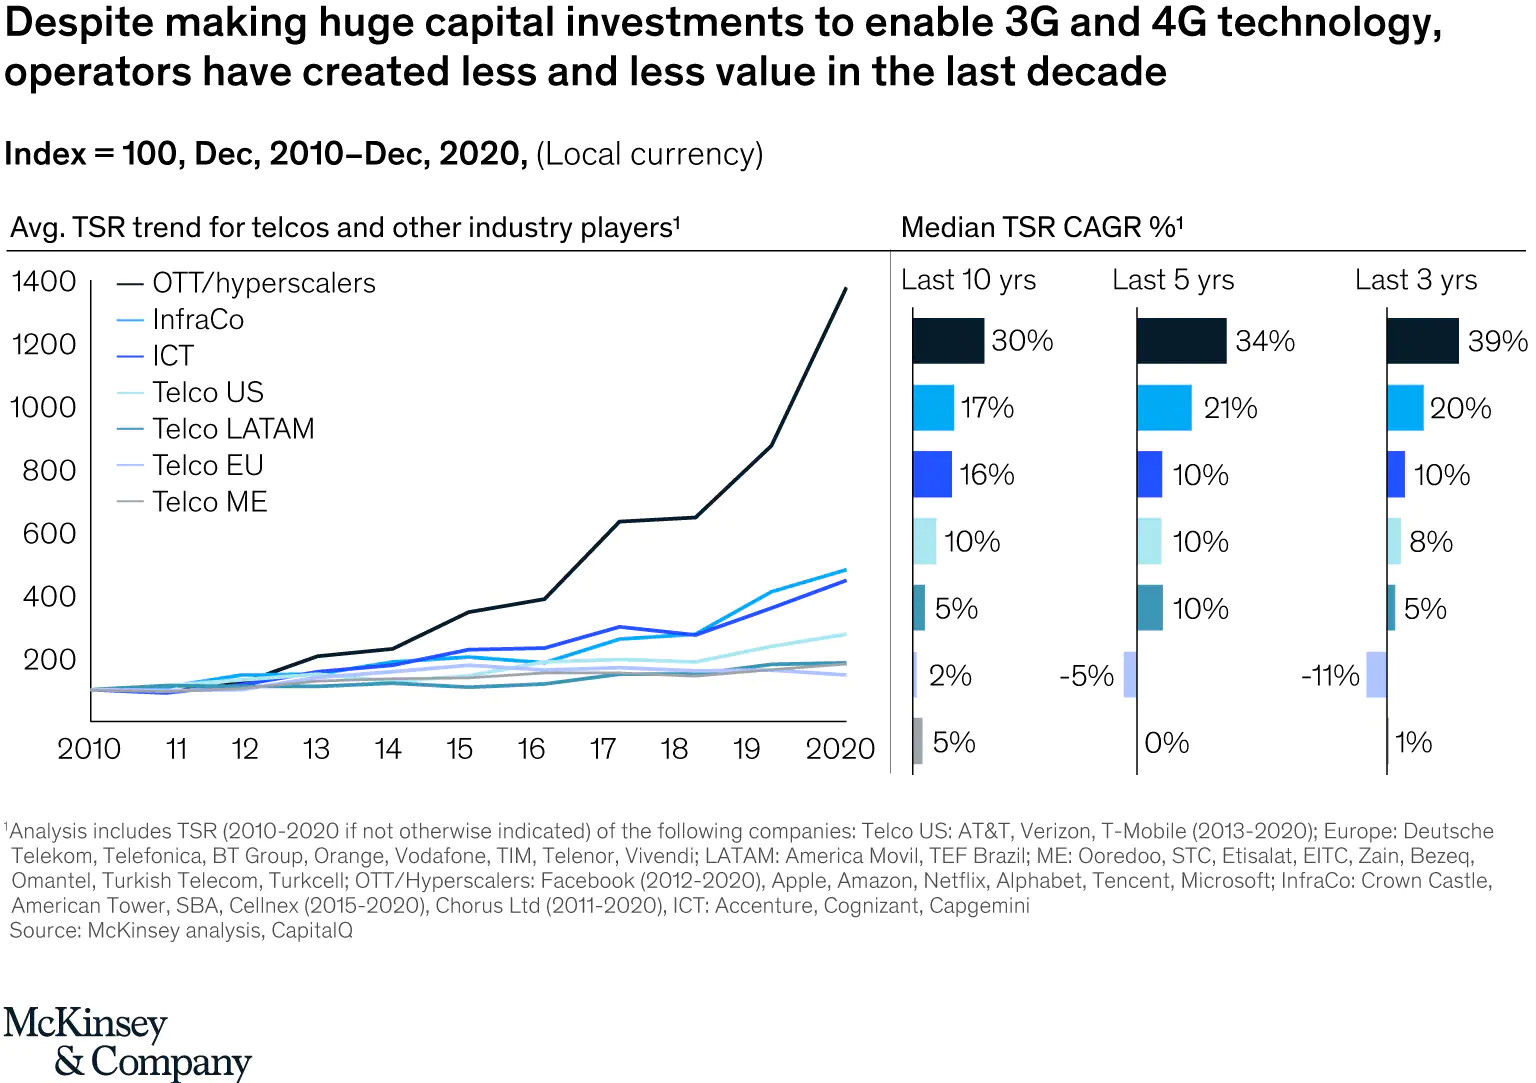 Despite making huge capital investments to enable 3G and 4G technology,
operators have created less and less value in the last decade
Index = 100, Dec, 2010–Dec, 2020, (Local currency)
Avg. TSR trend for telcos and other industry players¹
1400
1200
1000
800
600
400
200
OTT/hyperscalers
InfraCo
ICT
Telco US
Telco LATAM
Telco EU
Telco ME
2010 11 12 13 14 15 16 17 18 19 2020
Median TSR CAGR %¹
Last 10 yrs Last 5 yrs Last 3 yrs
30% 34% 39%
17% 21% 20%
16% 10% 10%
10% 10% 8%
5% 10% 5%
2% -5% -11%
5% 0% 1%
¹Analysis includes TSR (2010-2020 if not otherwise indicated) of the following companies: Telco US: AT&T, Verizon, T-Mobile (2013-2020); Europe: Deutsche
Telekom, Telefonica, BT Group, Orange, Vodafone, TIM, Telenor, Vivendi; LATAM: America Movil, TEF Brazil; ME: Ooredoo, STC, Etisalat, EITC, Zain, Bezeq,
Omantel, Turkish Telecom, Turkcell; OTT/Hyperscalers: Facebook (2012-2020), Apple, Amazon, Netflix, Alphabet, Tencent, Microsoft; InfraCo: Crown Castle,
American Tower, SBA, Cellnex (2015-2020), Chorus Ltd (2011-2020), ICT: Accenture, Cognizant, Capgemini
Source: McKinsey analysis, CapitalQ
McKinsey
& Company